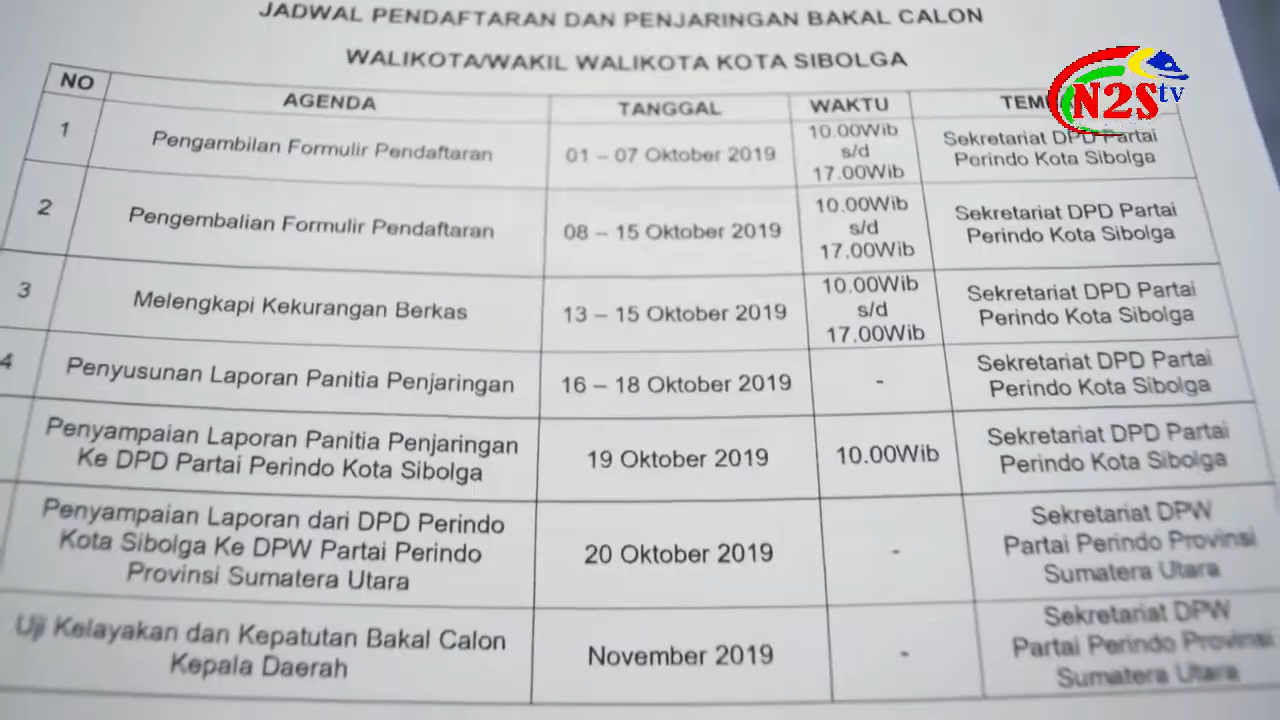 JADWAL PENDAFTARAN DAN PENJARINGAN BAKAL CALON
WALIKOTA/WAKIL WALIKOTA KOTA SIBOLGA
N2S tv
NO AGENDA TANGGAL WAKTU
1 Pengambilan Formulir Pendaftaran 01 – 07 Oktober 2019 10.00Wib s/d 17.00Wib Sekretariat DPD Partai
Perindo Kota Sibolga
2 Pengembalian Formulir Pendaftaran 08 – 15 Oktober 2019 10.00Wib s/d 17.00Wib Sekretariat DPD Partai
Perindo Kota Sibolga
3 Melengkapi Kekurangan Berkas 13 – 15 Oktober 2019 10.00Wib s/d 17.00Wib Sekretariat DPD Partai
Perindo Kota Sibolga
4 Penyusunan Laporan Panitia Penjaringan 16 – 18 Oktober 2019 - Sekretariat DPD Partai
Perindo Kota Sibolga
Penyampaian Laporan Panitia Penjaringan
Ke DPD Partai Perindo Kota Sibolga
19 Oktober 2019 10.00Wib Sekretariat DPD Partai
Perindo Kota Sibolga
Penyampaian Laporan dari DPD Perindo
Kota Sibolga Ke DPW Partai Perindo
Provinsi Sumatera Utara
20 Oktober 2019 - Sekretariat DPW
Partai Perindo Provinsi
Sumatera Utara
Uji Kelayakan dan Kepatutan Bakal Calon
Kepala Daerah
November 2019 - Sekretariat DPW
Partai Perindo Provinsi
Sumatera Utara